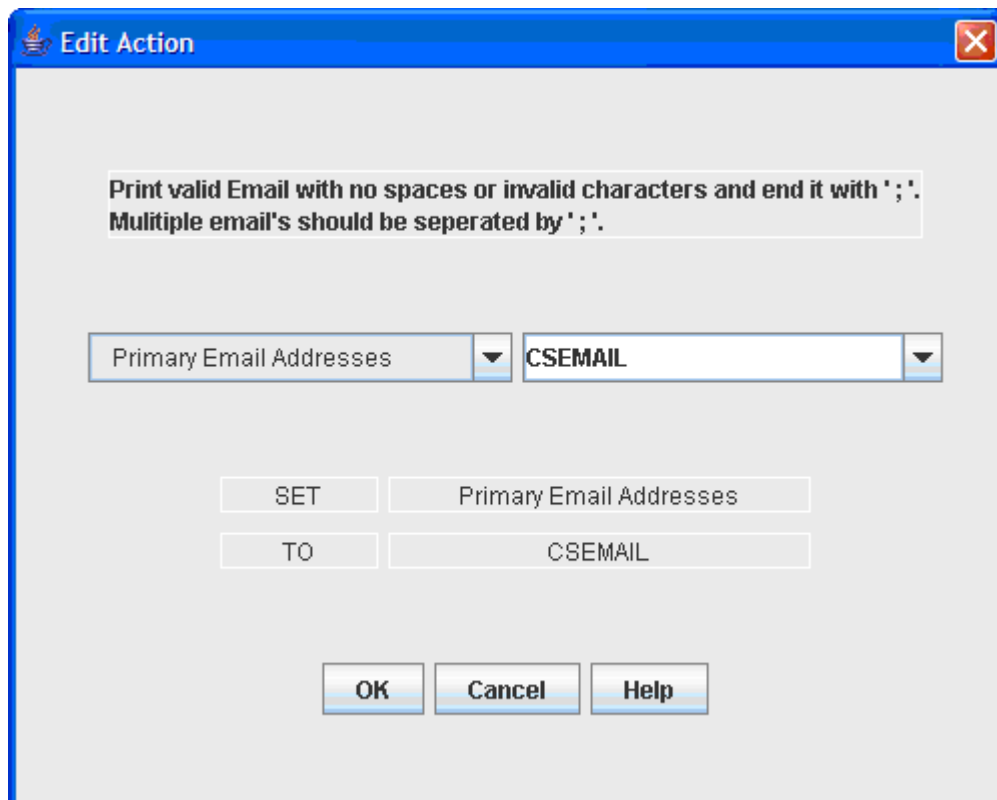 Edit Action
Print valid Email with no spaces or invalid characters and end it with ' ; '.
Mulitiple email's should be seperated by ' ; '.
Primary Email Addresses CSEMAIL
SET Primary Email Addresses
TO CSEMAIL
OK Cancel Help